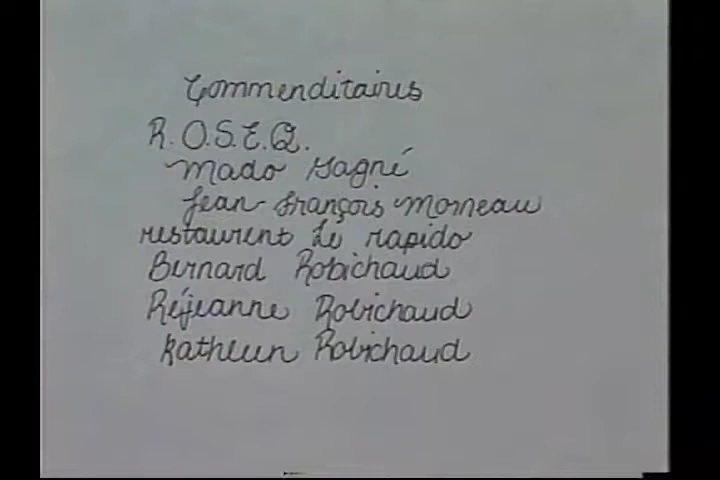 Commenditaires
R.O.S.E.Q.
Mado Gagné
Jean-François Morneau
restaurent Le rapido
Bernard Robichaud
Réjeanne Robichaud
Kathleen Robichaud